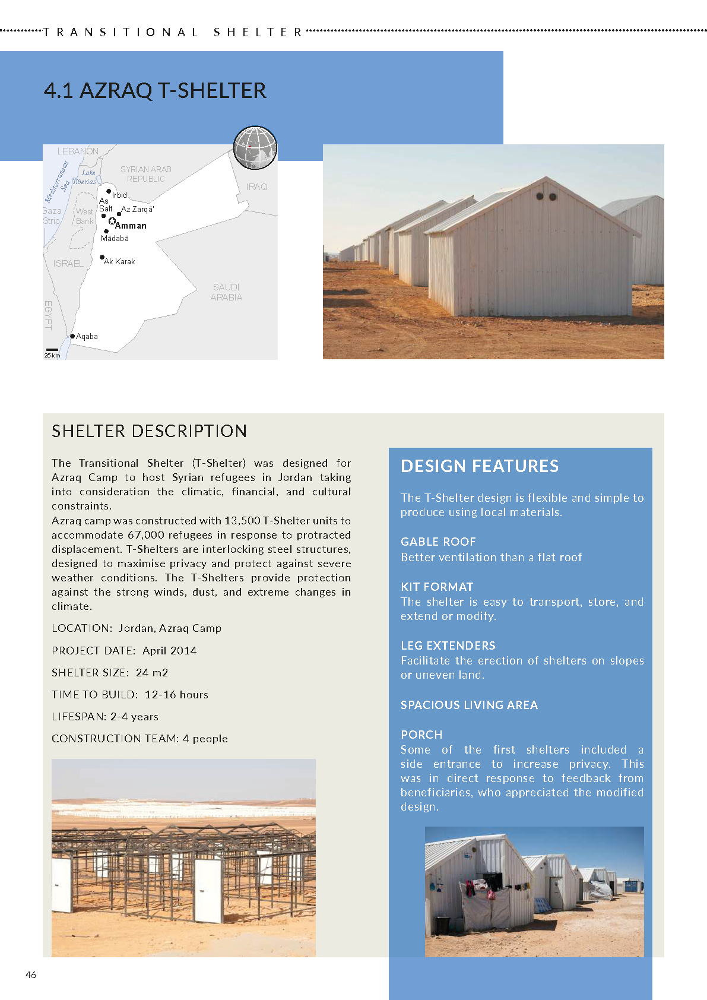 TRANSITIONAL SHELTER
4.1 AZRAQ T-SHELTER
LEBANON
Mediterranean
Sea
Lake
Tiberias
SYRIAN ARAB
REPUBLIC
IRAQ
Irbid
As
Salt
Az Zarqā'
Gaza
Strip
West
Bank
Amman
Mādabā
ISRAEL
Ak Karak
SAUDI
ARABIA
EGYPT
Aqaba
25 km
SHELTER DESCRIPTION
The Transitional Shelter (T-Shelter) was designed for
Azraq Camp to host Syrian refugees in Jordan taking
into consideration the climatic, financial, and cultural
constraints.
Azraq camp was constructed with 13,500 T-Shelter units to
accommodate 67,000 refugees in response to protracted
displacement. T-Shelters are interlocking steel structures,
designed to maximise privacy and protect against severe
weather conditions. The T-Shelters provide protection
against the strong winds, dust, and extreme changes in
climate.
LOCATION: Jordan, Azraq Camp
PROJECT DATE: April 2014
SHELTER SIZE: 24 m2
TIME TO BUILD: 12-16 hours
LIFESPAN: 2-4 years
CONSTRUCTION TEAM: 4 people
DESIGN FEATURES
The T-Shelter design is flexible and simple to
produce using local materials.
GABLE ROOF
Better ventilation than a flat roof
KIT FORMAT
The shelter is easy to transport, store, and
extend or modify.
LEG EXTENDERS
Facilitate the erection of shelters on slopes
or uneven land.
SPACIOUS LIVING AREA
PORCH
Some of the first shelters included a
side entrance to increase privacy. This
was in direct response to feedback from
beneficiaries, who appreciated the modified
design.
46